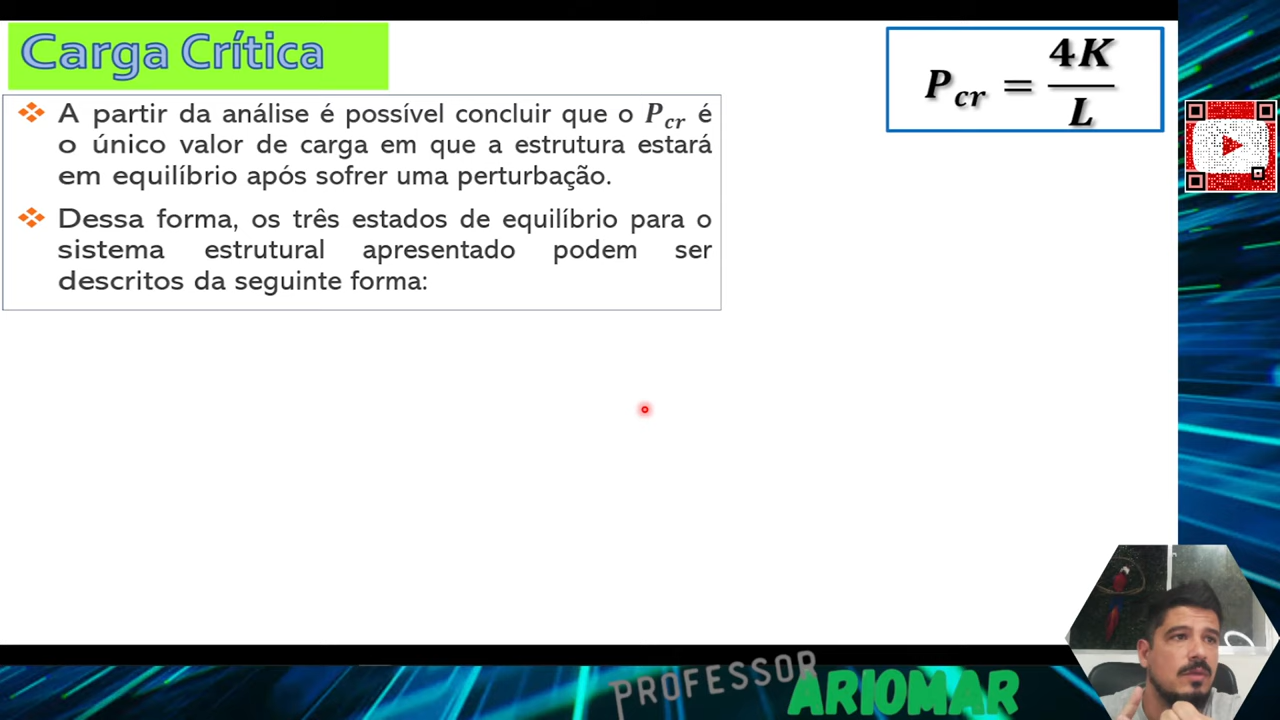 Carga Crítica
P_cr = 4K / L
❖ A partir da análise é possível concluir que o P_cr é
o único valor de carga em que a estrutura estará
em equilíbrio após sofrer uma perturbação.
❖ Dessa forma, os três estados de equilíbrio para o
sistema estrutural apresentado podem ser
descritos da seguinte forma:
PROFESSOR
ARIOMAR